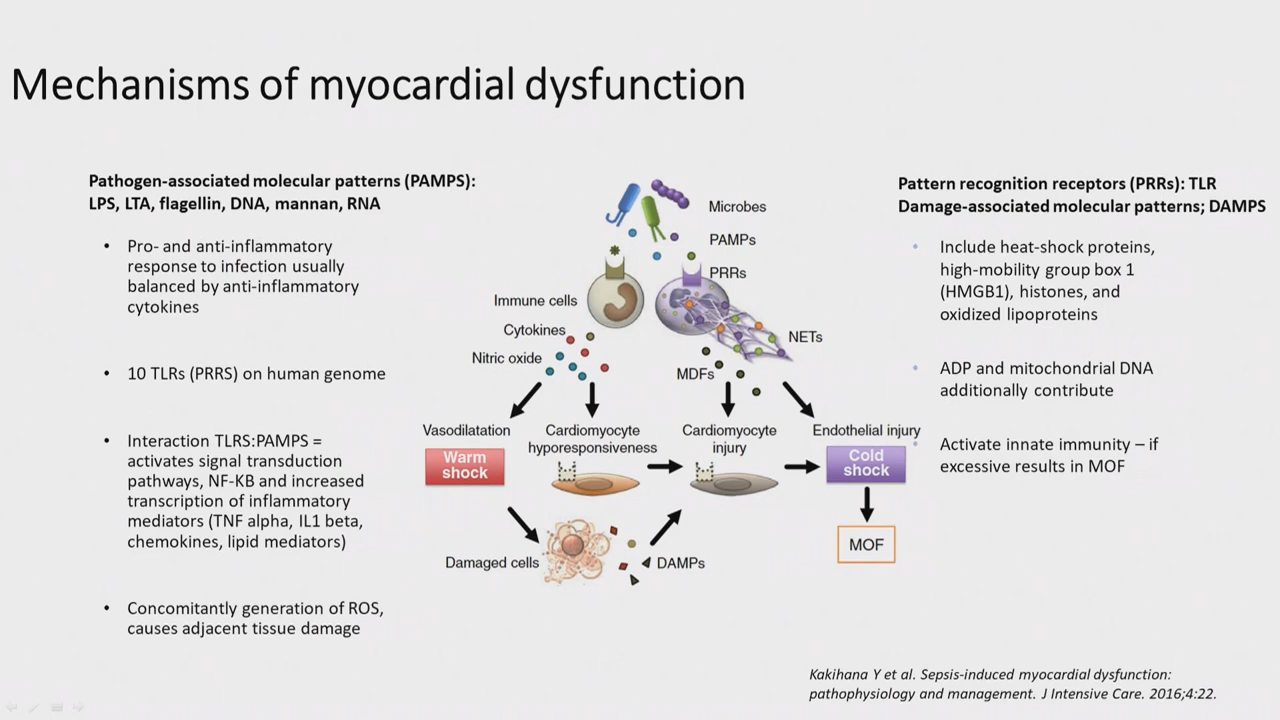 Mechanisms of myocardial dysfunction
Pathogen-associated molecular patterns (PAMPS):
LPS, LTA, flagellin, DNA, mannan, RNA
• Pro- and anti-inflammatory
response to infection usually
balanced by anti-inflammatory
cytokines
• 10 TLRs (PRRS) on human genome
• Interaction TLRS:PAMPS =
activates signal transduction
pathways, NF-KB and increased
transcription of inflammatory
mediators (TNF alpha, IL1 beta,
chemokines, lipid mediators)
• Concomitantly generation of ROS,
causes adjacent tissue damage
Microbes
PAMPs
PRRs
Immune cells
Cytokines
Nitric oxide
NETs
MDFs
Vasodilatation
Warm
shock
Cardiomyocyte
hyporesponsiveness
Cardiomyocyte
injury
Endothelial injury
Cold
shock
MOF
Damaged cells
DAMPs
Pattern recognition receptors (PRRs): TLR
Damage-associated molecular patterns; DAMPS
• Include heat-shock proteins,
high-mobility group box 1
(HMGB1), histones, and
oxidized lipoproteins
• ADP and mitochondrial DNA
additionally contribute
• Activate innate immunity – if
excessive results in MOF
Kakihana Y et al. Sepsis-induced myocardial dysfunction:
pathophysiology and management. J Intensive Care. 2016;4:22.